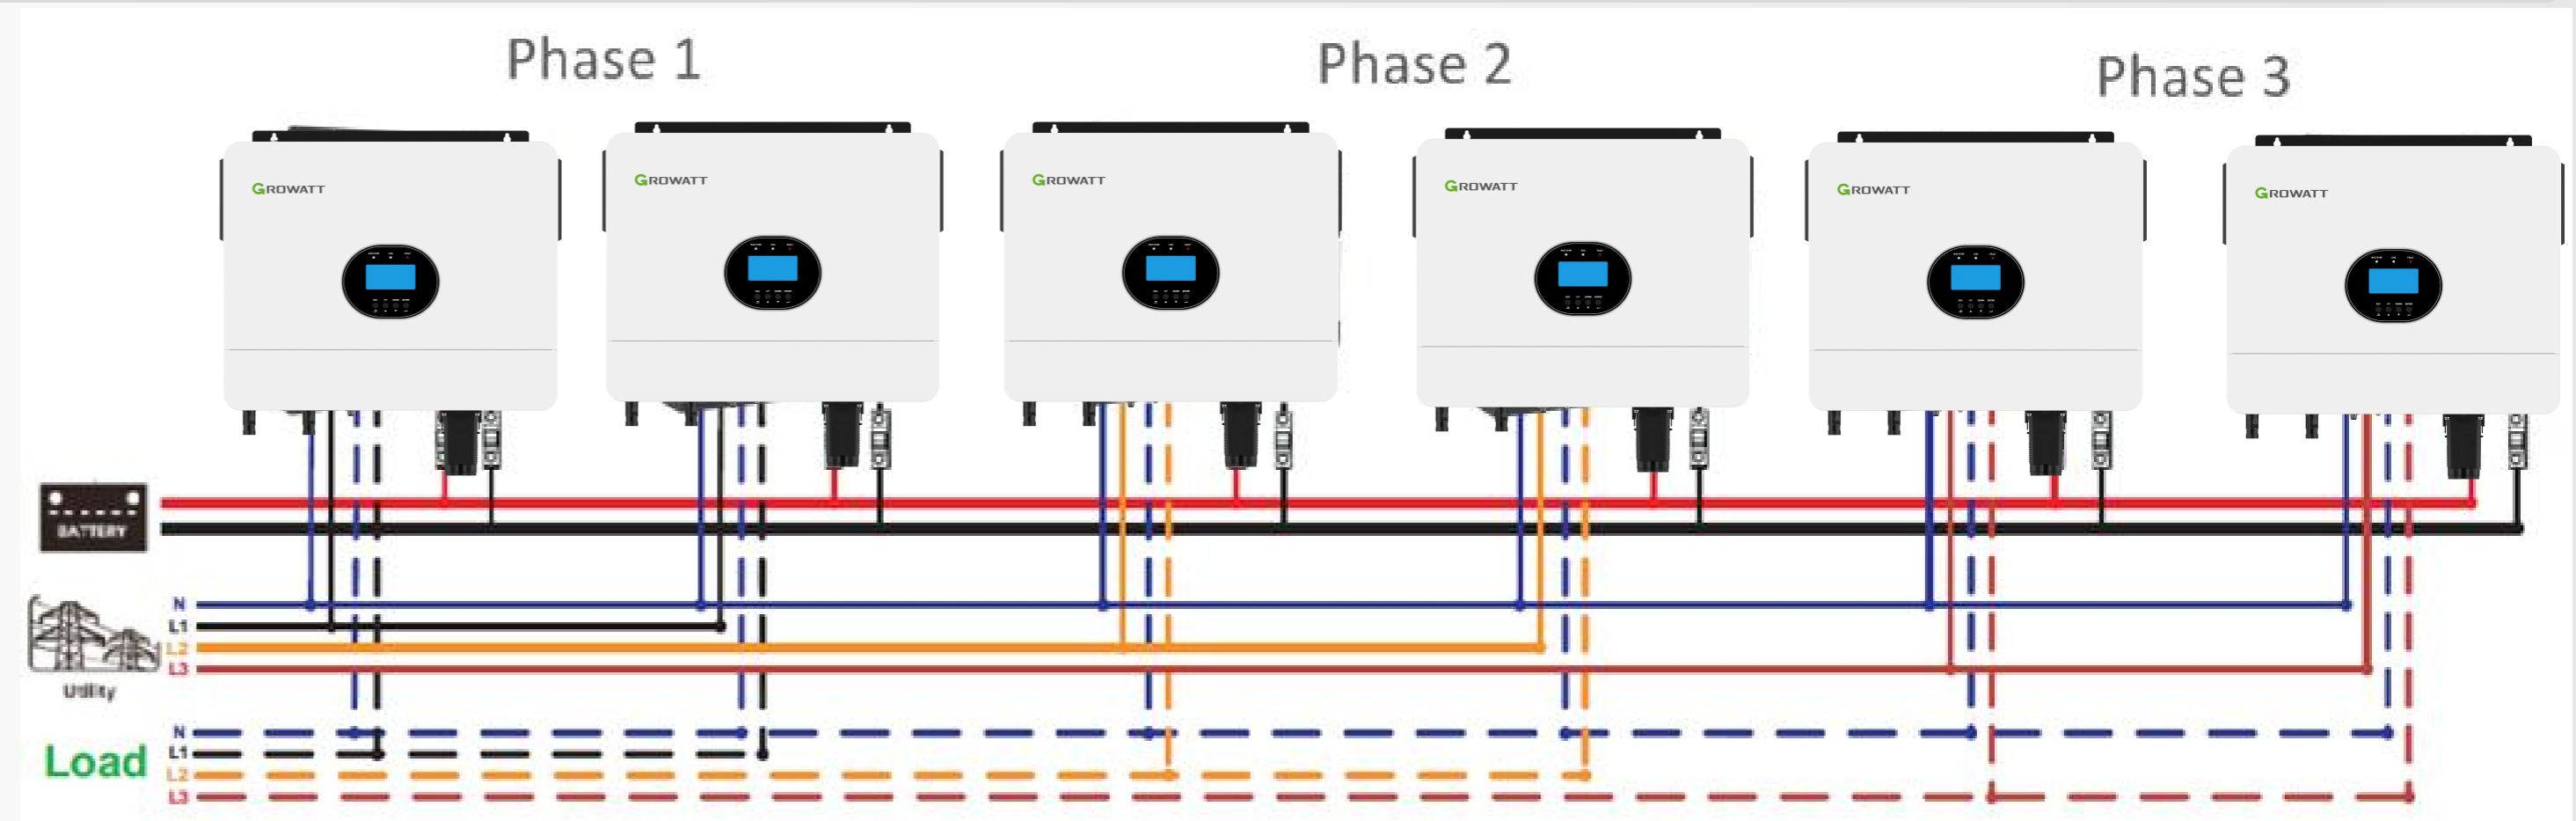 Phase 1
Phase 2
Phase 3
GROWATT
GROWATT
GROWATT
GROWATT
GROWATT
GROWATT
BATTERY
N
L1
L2
L3
Utility
N
L1
L2
L3
Load